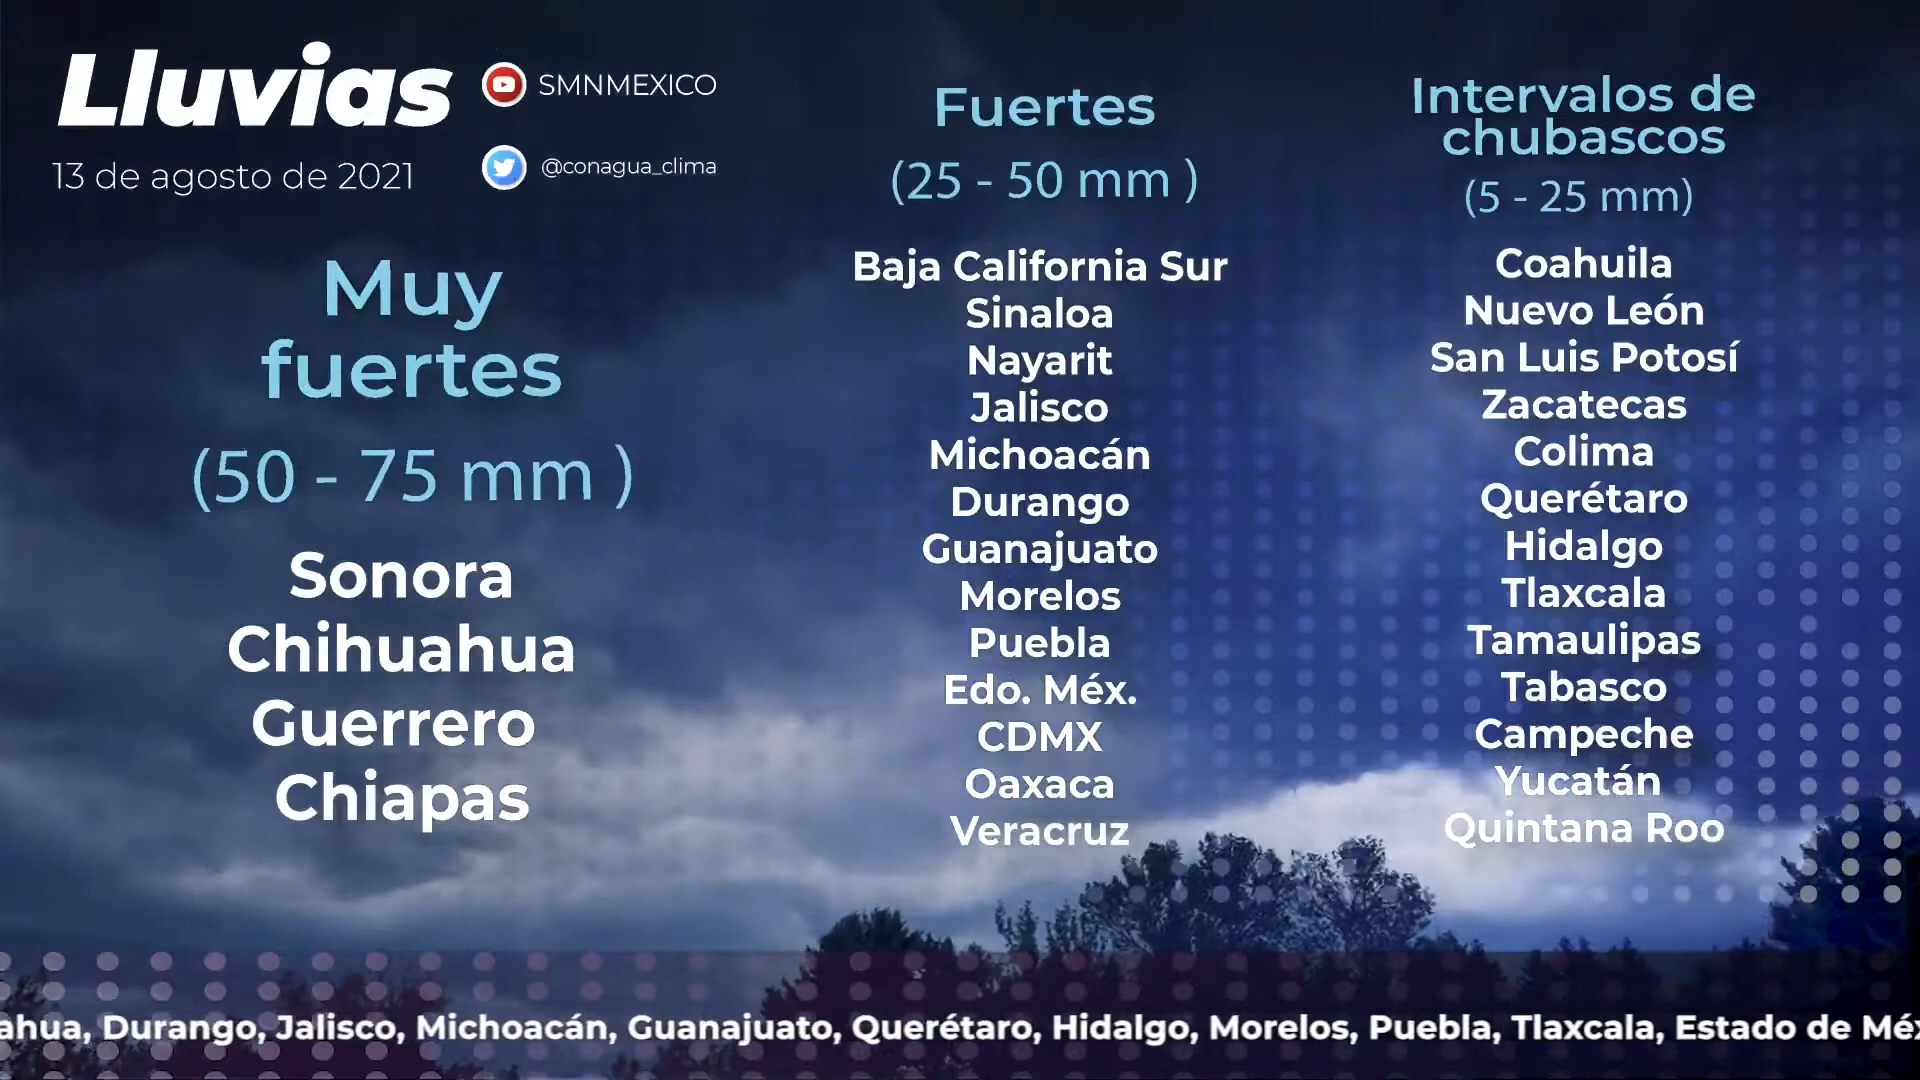 Lluvias
13 de agosto de 2021
SMNMEXICO
@conagua_clima
Muy
fuertes
(50 - 75 mm )
Sonora
Chihuahua
Guerrero
Chiapas
Fuertes
(25 - 50 mm )
Baja California Sur
Sinaloa
Nayarit
Jalisco
Michoacán
Durango
Guanajuato
Morelos
Puebla
Edo. Méx.
CDMX
Oaxaca
Veracruz
Intervalos de
chubascos
(5 - 25 mm)
Coahuila
Nuevo León
San Luis Potosí
Zacatecas
Colima
Querétaro
Hidalgo
Tlaxcala
Tamaulipas
Tabasco
Campeche
Yucatán
Quintana Roo
ahua, Durango, Jalisco, Michoacán, Guanajuato, Querétaro, Hidalgo, Morelos, Puebla, Tlaxcala, Estado de Méx